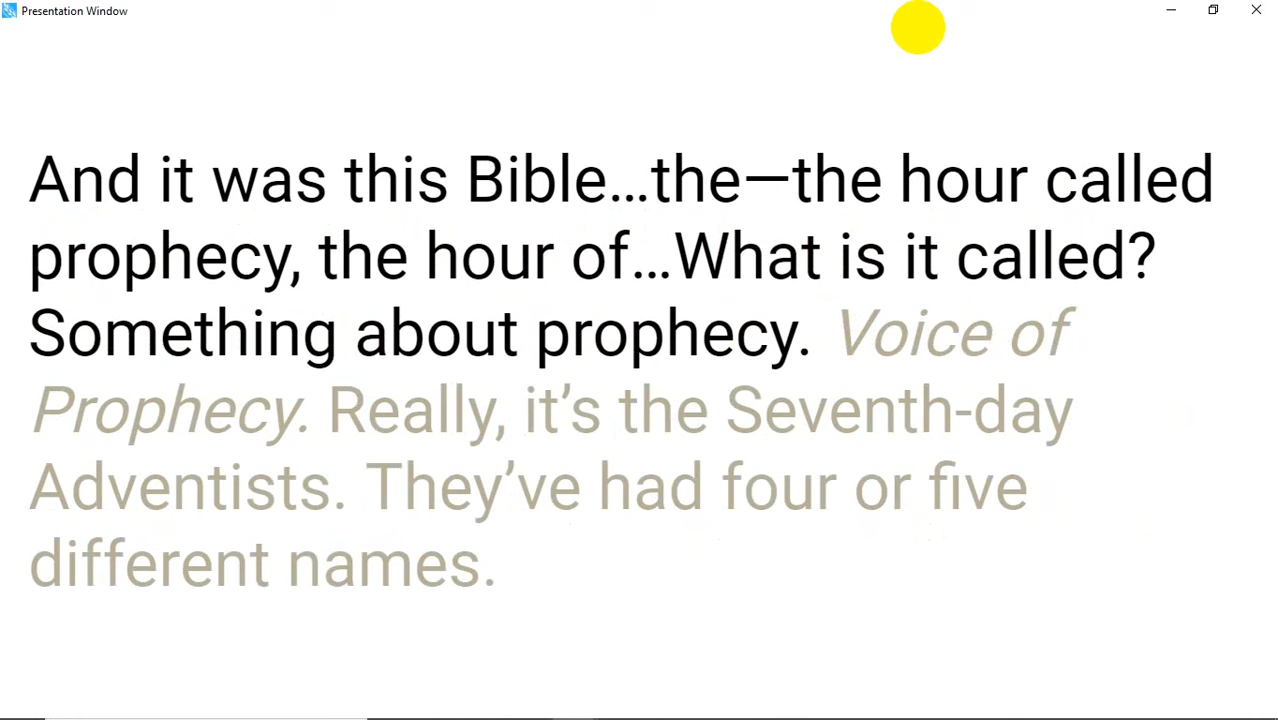 Presentation Window
And it was this Bible…the—the hour called
prophecy, the hour of…What is it called?
Something about prophecy. Voice of
Prophecy. Really, it’s the Seventh-day
Adventists. They’ve had four or five
different names.